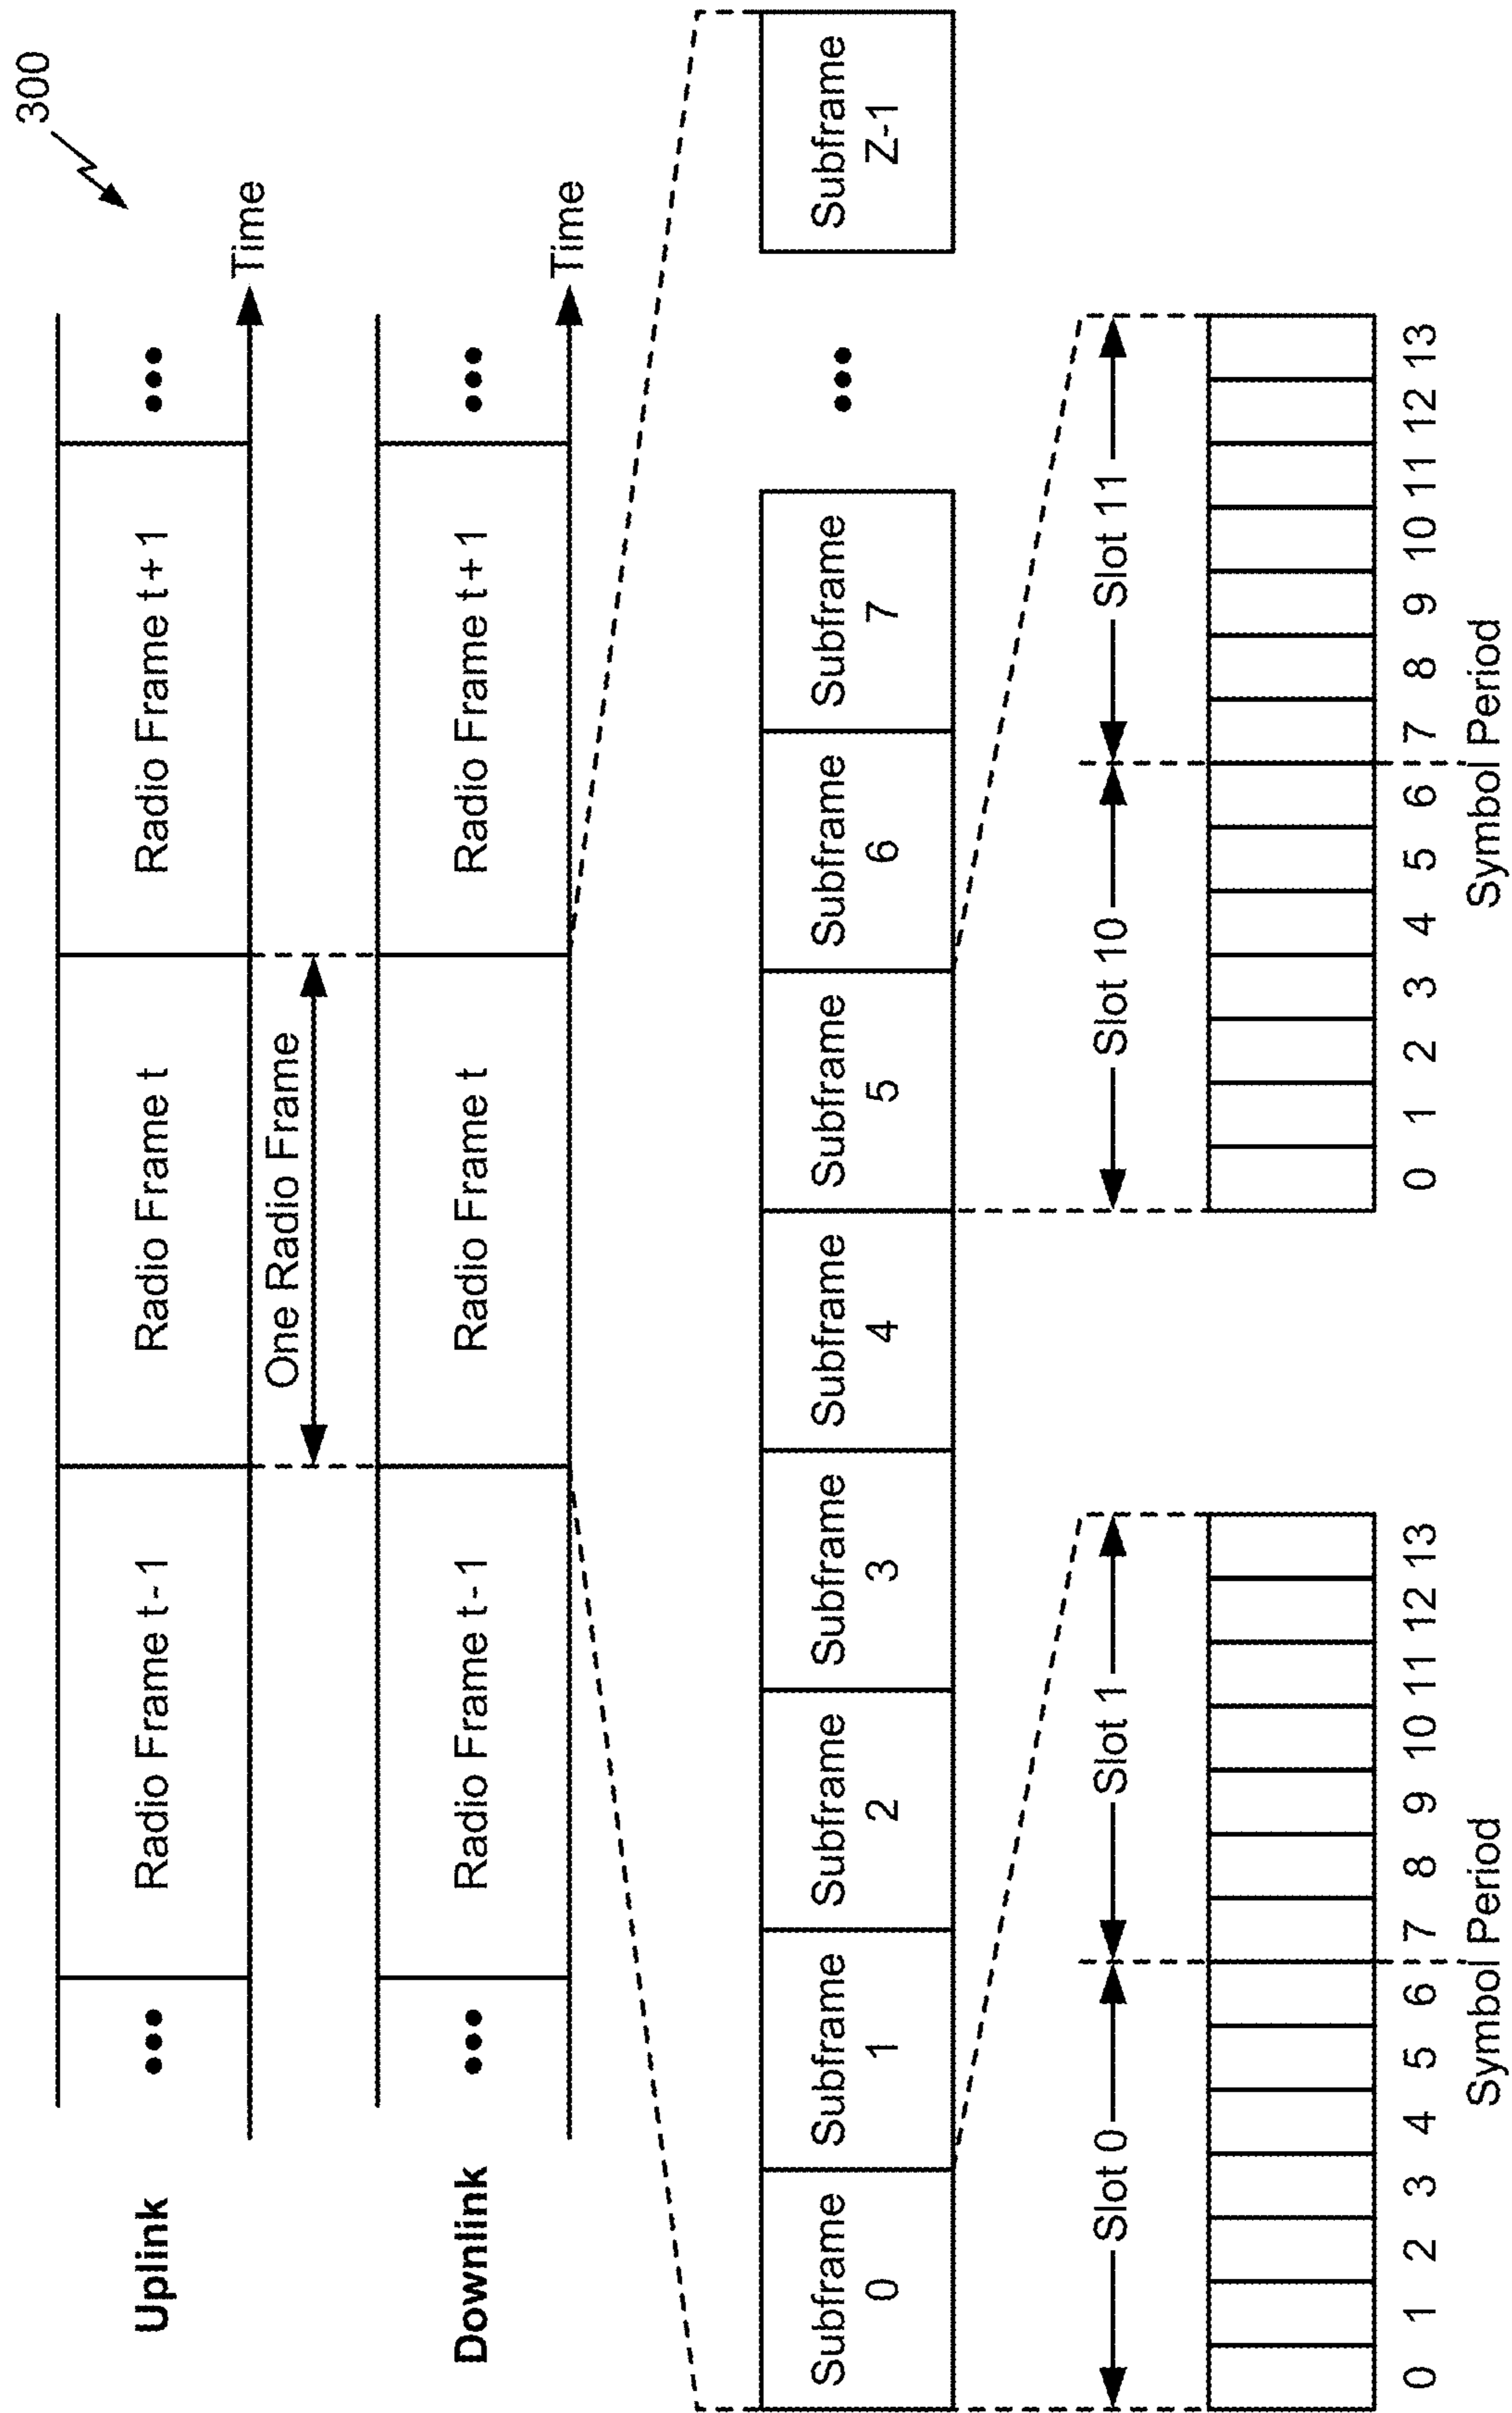 300
Uplink
•••
Radio Frame t-1
Radio Frame t
Radio Frame t+1
•••
Time
One Radio Frame
Downlink
•••
Radio Frame t-1
Radio Frame t
Radio Frame t+1
•••
Time
Subframe 0
Subframe 1
Subframe 2
Subframe 3
Subframe 4
Subframe 5
Subframe 6
Subframe 7
•••
Subframe Z-1
Slot 0
Slot 1
0 1 2 3 4 5 6 7 8 9 10 11 12 13
Symbol Period
Slot 10
Slot 11
0 1 2 3 4 5 6 7 8 9 10 11 12 13
Symbol Period